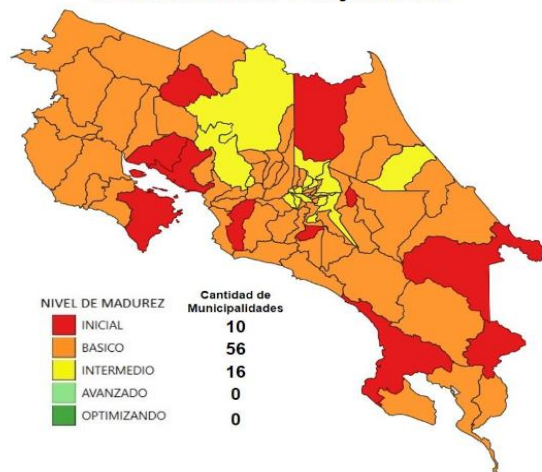 NIVEL DE MADUREZ
Cantidad de
Municipalidades
INICIAL 10
BASICO 56
INTERMEDIO 16
AVANZADO 0
OPTIMIZANDO 0